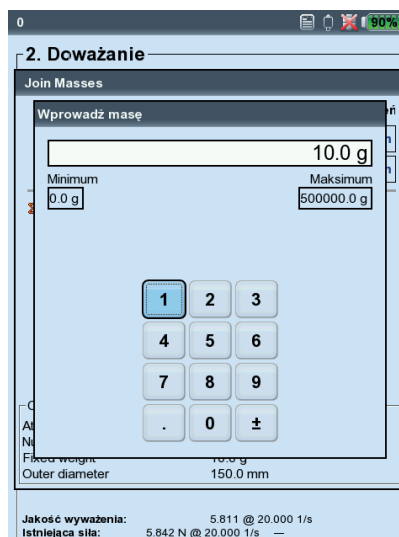 0 90%
2. Doważanie
Join Masses
Wprowadź masę
10.0 g
Minimum Maksimum
0.0 g 500000.0 g
1 2 3
4 5 6
7 8 9
. 0 ±
Fixed weight 10.0 g
Outer diameter 150.0 mm
Jakość wyważenia: 5.811 @ 20.000 1/s
Istniejąca siła: 5.842 N @ 20.000 1/s —